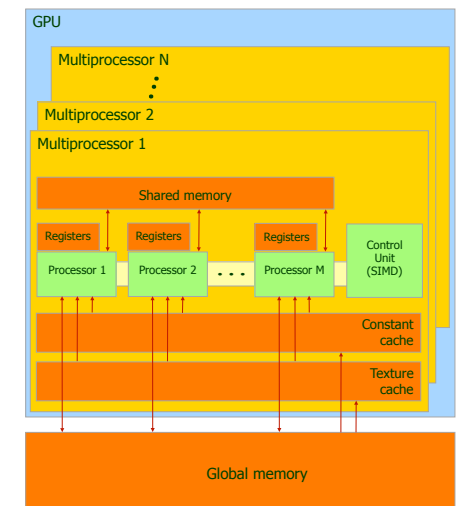 GPU
Multiprocessor N
Multiprocessor 2
Multiprocessor 1
Shared memory
Registers
Registers
Registers
Processor 1
Processor 2
...
Processor M
Control
Unit
(SIMD)
Constant
cache
Texture
cache
Global memory